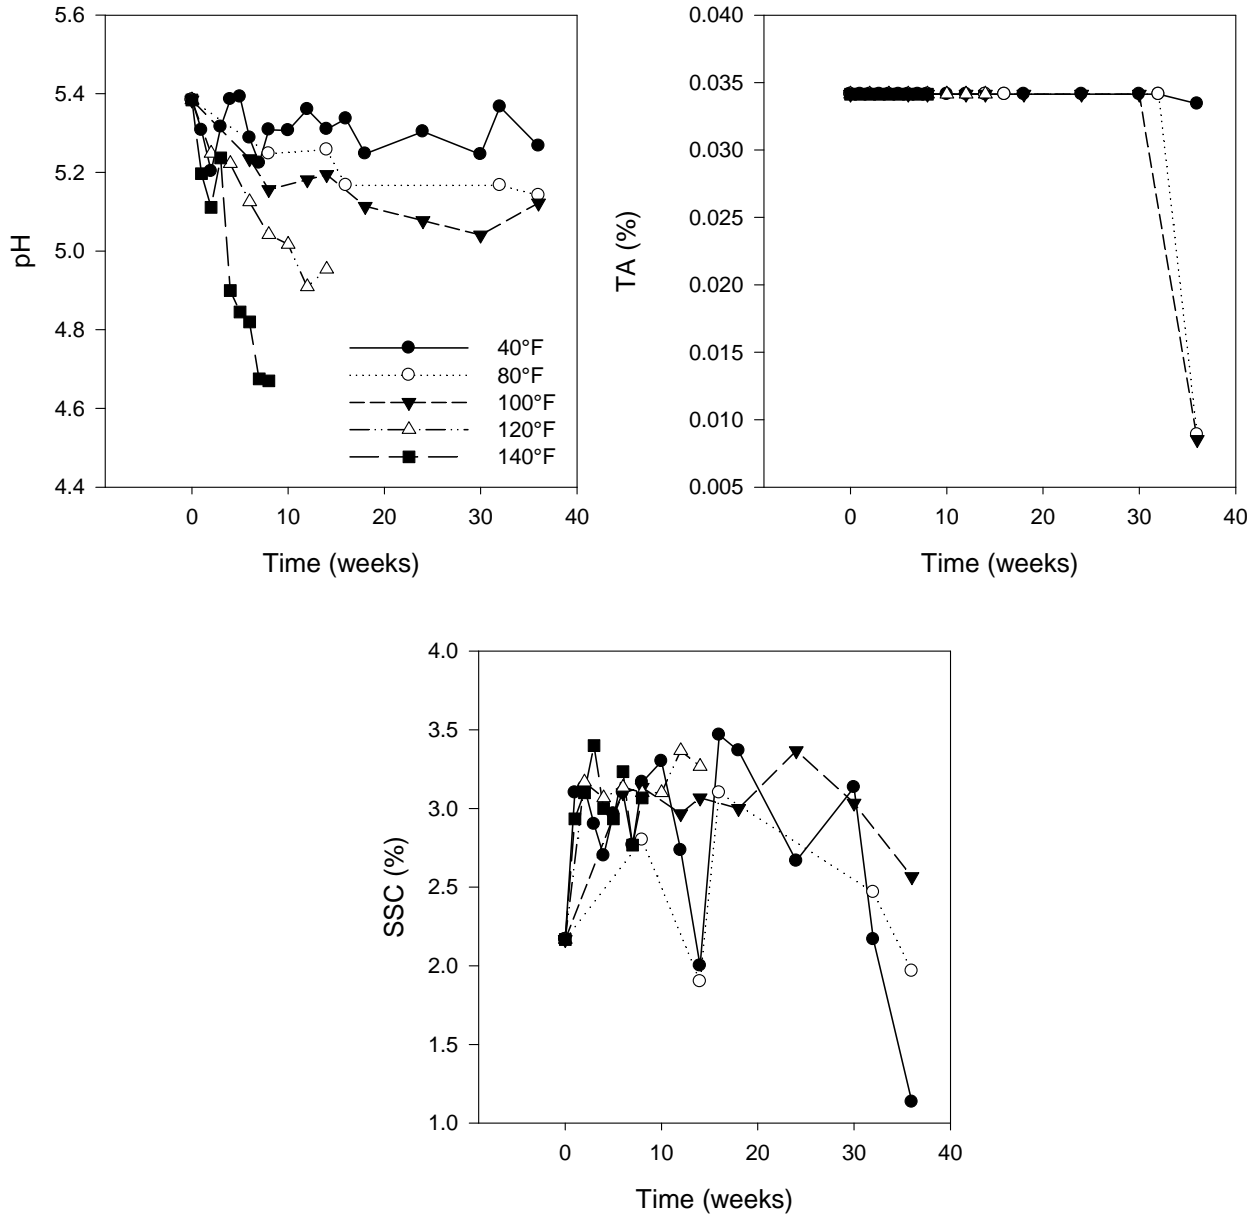 5.6
5.4
5.2
5.0
4.8
4.6
4.4
pH
0 10 20 30 40
Time (weeks)
40°F
80°F
100°F
120°F
140°F
0.040
0.035
0.030
0.025
0.020
0.015
0.010
0.005
TA (%)
0 10 20 30 40
Time (weeks)
4.0
3.5
3.0
2.5
2.0
1.5
1.0
SSC (%)
0 10 20 30 40
Time (weeks)